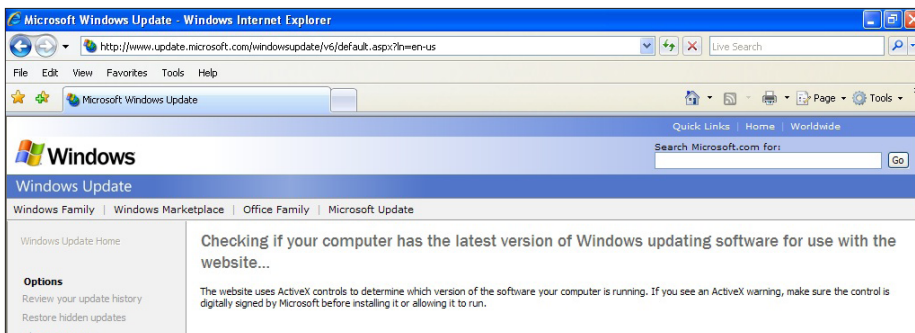 Microsoft Windows Update - Windows Internet Explorer
http://www.update.microsoft.com/windowsupdate/v6/default.aspx?ln=en-us
Live Search
File Edit View Favorites Tools Help
Microsoft Windows Update
Page Tools
Quick Links | Home | Worldwide
Windows
Search Microsoft.com for:
Go
Windows Update
Windows Family | Windows Marketplace | Office Family | Microsoft Update
Windows Update Home
Checking if your computer has the latest version of Windows updating software for use with the
website...
Options
The website uses ActiveX controls to determine which version of the software your computer is running. If you see an ActiveX warning, make sure the control is
digitally signed by Microsoft before installing it or allowing it to run.
Review your update history
Restore hidden updates